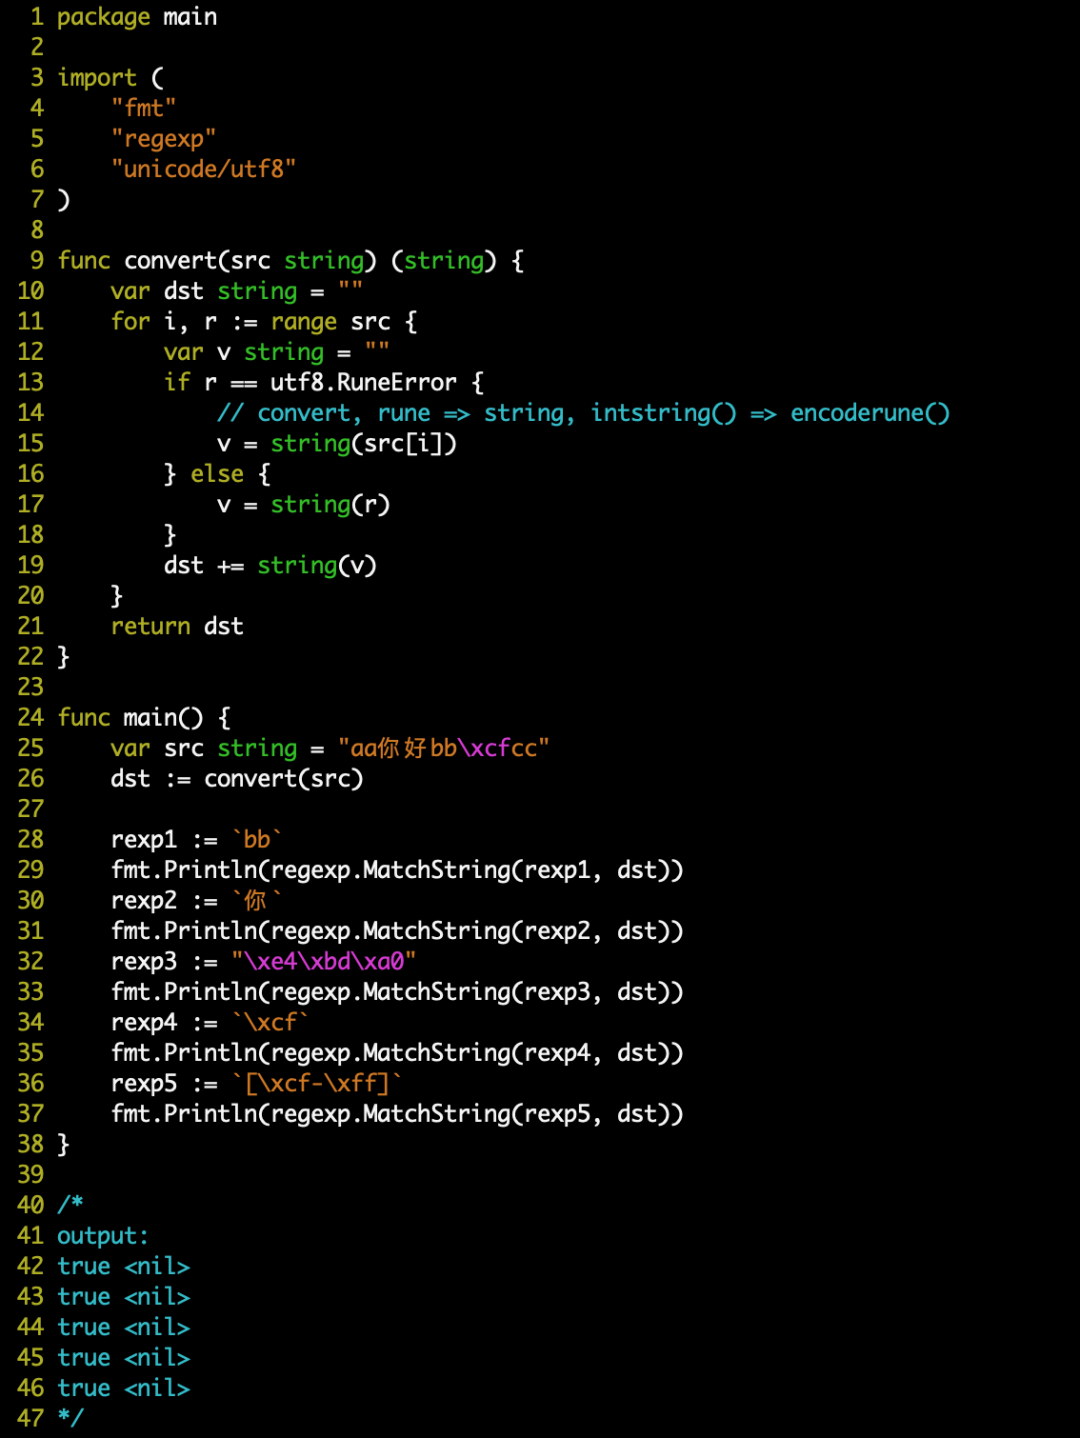 1 package main
2
3 import (
4     "fmt"
5     "regexp"
6     "unicode/utf8"
7 )
8
9 func convert(src string) (string) {
10     var dst string = ""
11     for i, r := range src {
12         var v string = ""
13         if r == utf8.RuneError {
14             // convert, rune => string, intstring() => encoderune()
15             v = string(src[i])
16         } else {
17             v = string(r)
18         }
19         dst += string(v)
20     }
21     return dst
22 }
23
24 func main() {
25     var src string = "aa你好bb\xcfcc"
26     dst := convert(src)
27
28     rexp1 := `bb`
29     fmt.Println(regexp.MatchString(rexp1, dst))
30     rexp2 := `你`
31     fmt.Println(regexp.MatchString(rexp2, dst))
32     rexp3 := "\xe4\xbd\xa0"
33     fmt.Println(regexp.MatchString(rexp3, dst))
34     rexp4 := `\xcf`
35     fmt.Println(regexp.MatchString(rexp4, dst))
36     rexp5 := `[\xcf-\xff]`
37     fmt.Println(regexp.MatchString(rexp5, dst))
38 }
39
40 /*
41 output:
42 true <nil>
43 true <nil>
44 true <nil>
45 true <nil>
46 true <nil>
47 */